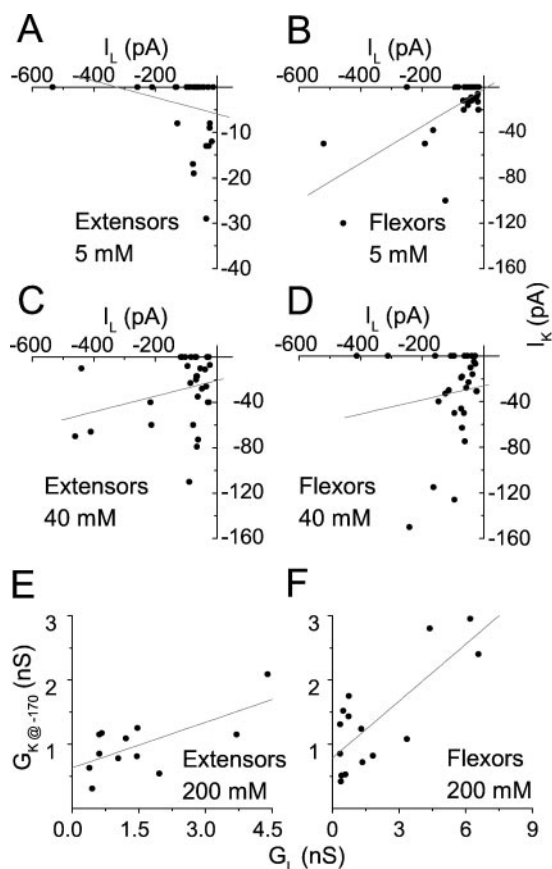 A
B
I_L (pA)
I_L (pA)
-600 -400 -200
-600 -400 -200
-10
-20
-30
-40
-40
-80
-120
-160
Extensors
5 mM
Flexors
5 mM
C
D
I_L (pA)
I_L (pA)
I_K (pA)
-600 -400 -200
-600 -400 -200
-40
-80
-120
-160
-40
-80
-120
-160
Extensors
40 mM
Flexors
40 mM
E
F
G_K @ -170 (nS)
3
2
1
0
3
2
1
0
Extensors
200 mM
Flexors
200 mM
0.0 1.5 3.0 4.5
0 3 6 9
G_L (nS)